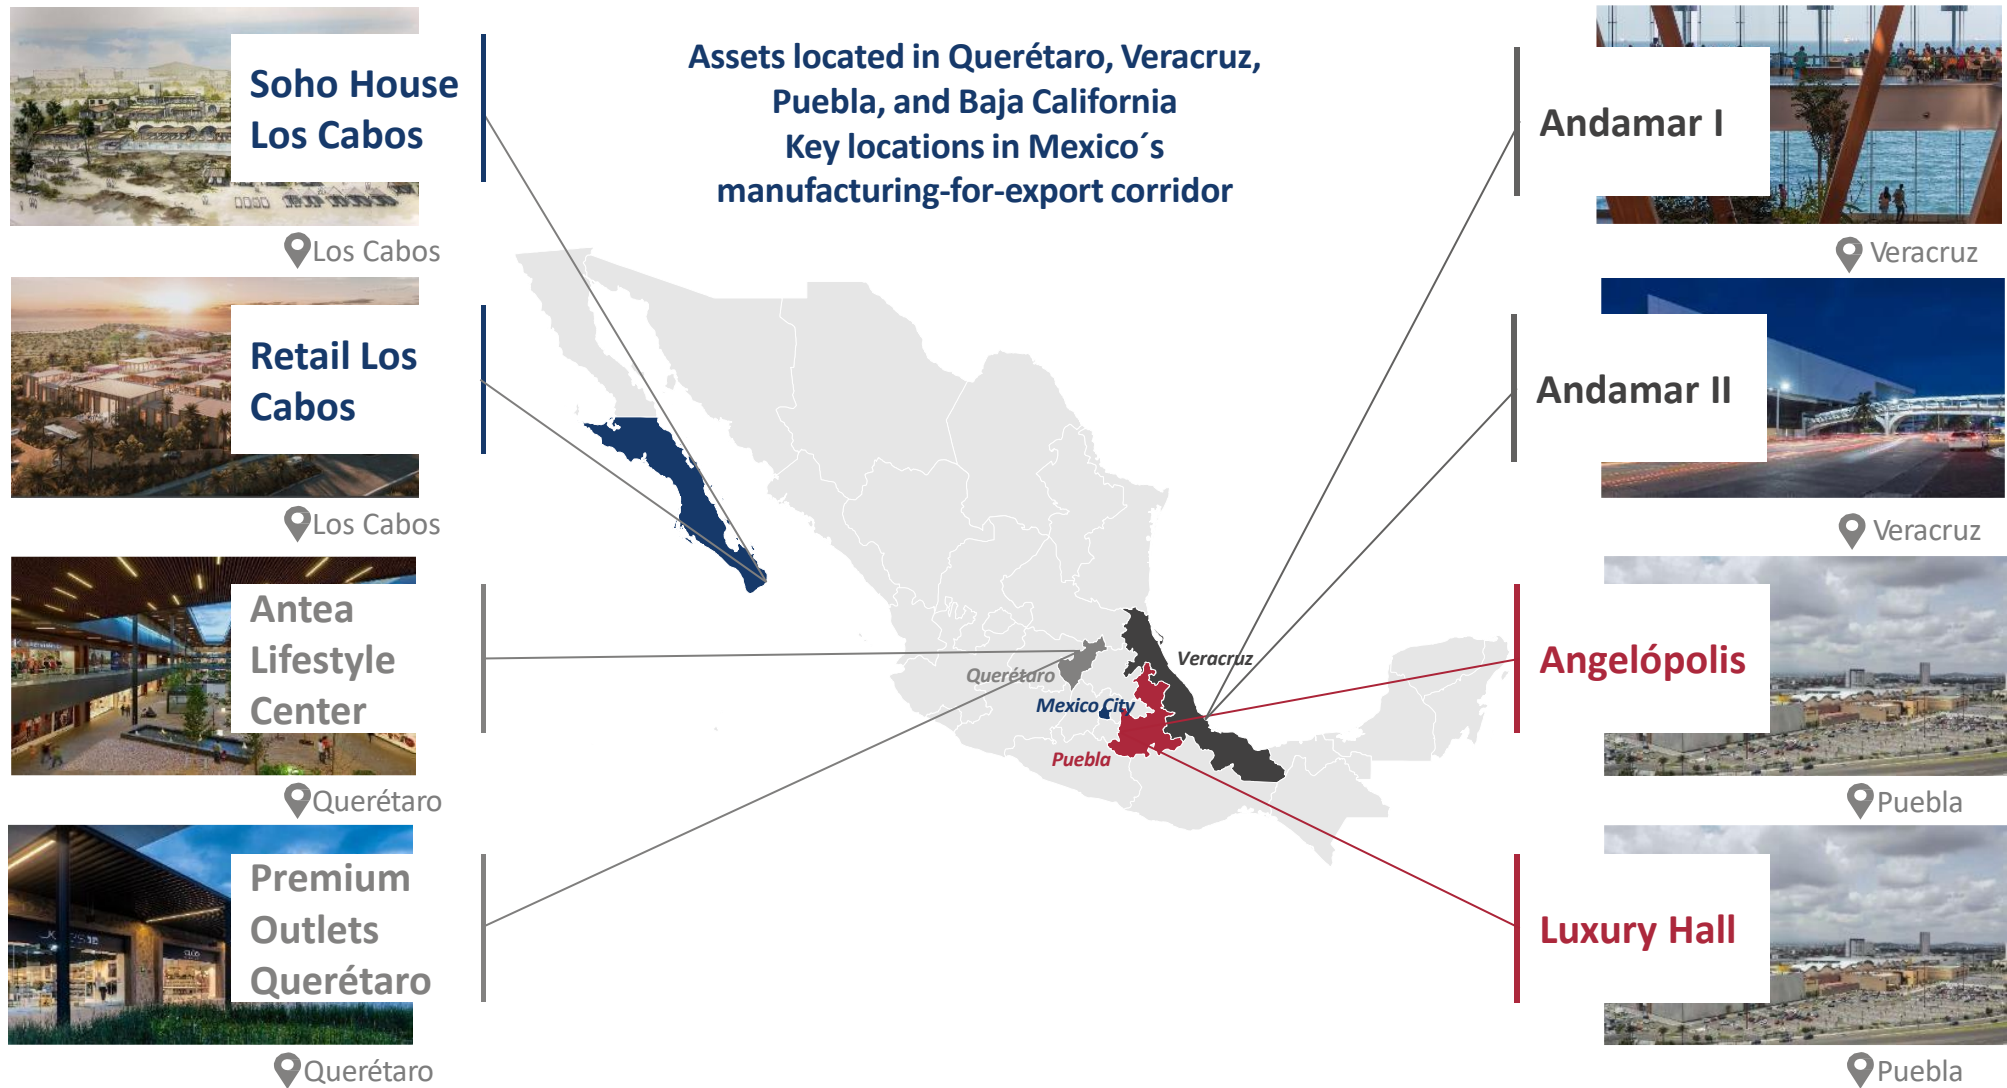 Assets located in Querétaro, Veracruz,
Puebla, and Baja California
Key locations in Mexico´s
manufacturing-for-export corridor
Soho House
Los Cabos
Los Cabos
Retail Los
Cabos
Los Cabos
Antea
Lifestyle
Center
Querétaro
Premium
Outlets
Querétaro
Querétaro
Querétaro
Mexico City
Puebla
Veracruz
Andamar I
Veracruz
Andamar II
Veracruz
Angelópolis
Puebla
Luxury Hall
Puebla